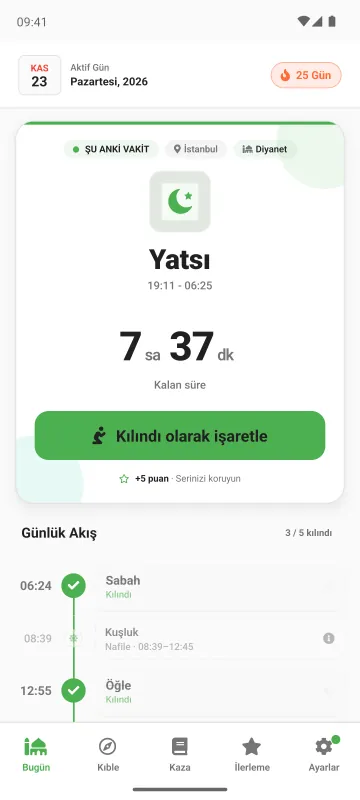 09:41
KAS
23
Aktif Gün
Pazartesi, 2026
25 Gün
ŞU ANKİ VAKİT
İstanbul
Diyanet
Yatsı
19:11 - 06:25
7 sa 37 dk
Kalan süre
Kılındı olarak işaretle
+5 puan · Serinizi koruyun
Günlük Akış
3 / 5 kılındı
06:24
Sabah
Kılındı
08:39
Kuşluk
Nafile · 08:39–12:45
12:55
Öğle
Kılındı
Bugün
Kıble
Kaza
İlerleme
Ayarlar